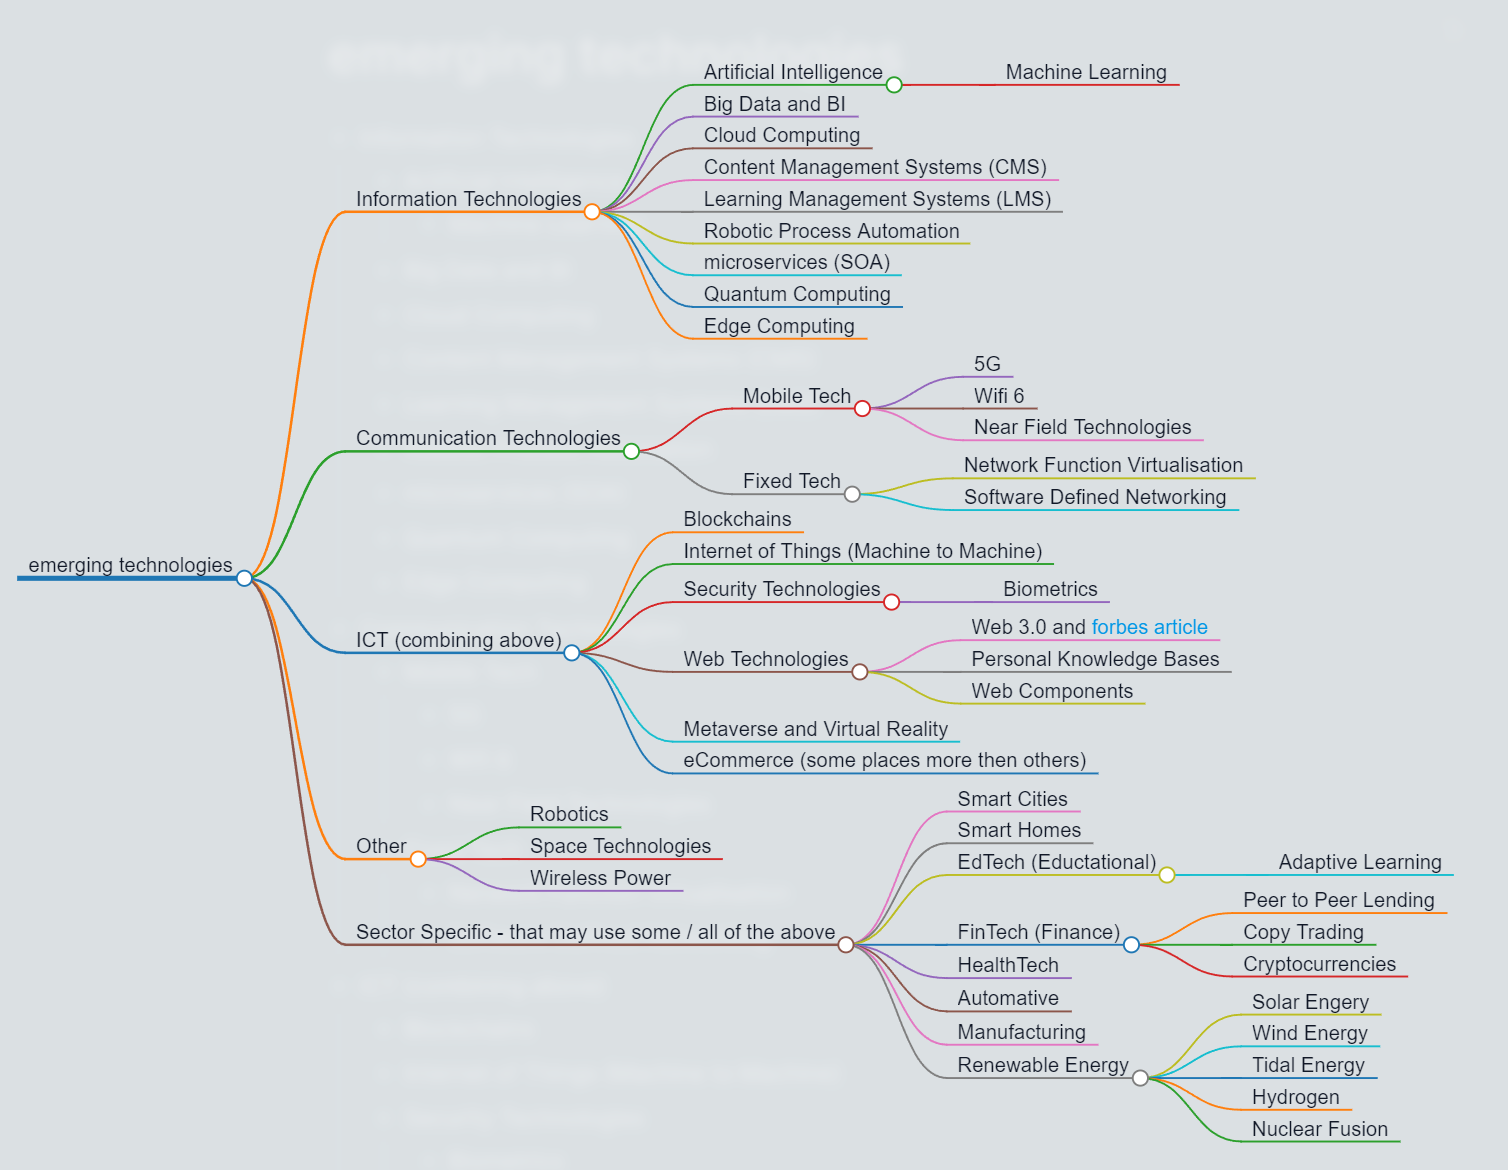 emerging technologies
Information Technologies
Artificial Intelligence
Machine Learning
Big Data and BI
Cloud Computing
Content Management Systems (CMS)
Learning Management Systems (LMS)
Robotic Process Automation
microservices (SOA)
Quantum Computing
Edge Computing
Communication Technologies
Mobile Tech
5G
Wifi 6
Near Field Technologies
Fixed Tech
Network Function Virtualisation
Software Defined Networking
ICT (combining above)
Blockchains
Internet of Things (Machine to Machine)
Security Technologies
Biometrics
Web Technologies
Web 3.0 and forbes article
Personal Knowledge Bases
Web Components
Metaverse and Virtual Reality
eCommerce (some places more then others)
Other
Robotics
Space Technologies
Wireless Power
Sector Specific - that may use some / all of the above
Smart Cities
Smart Homes
EdTech (Eductational)
Adaptive Learning
FinTech (Finance)
Peer to Peer Lending
Copy Trading
Cryptocurrencies
HealthTech
Automative
Manufacturing
Renewable Energy
Solar Engery
Wind Energy
Tidal Energy
Hydrogen
Nuclear Fusion